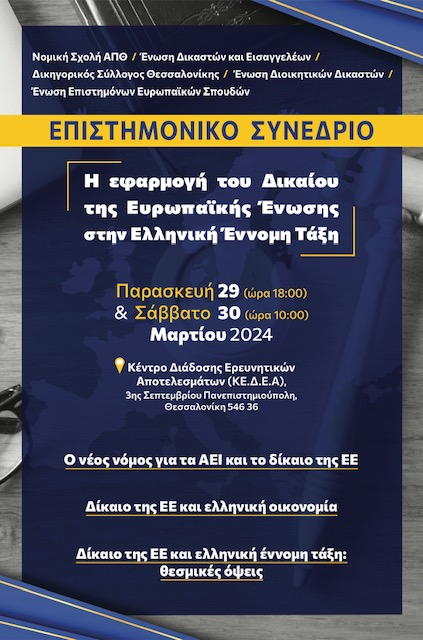 Νομική Σχολή ΑΠΘ / Ένωση Δικαστών και Εισαγγελέων /
Δικηγορικός Σύλλογος Θεσσαλονίκης / Ένωση Διοικητικών Δικαστών /
Ένωση Επιστημόνων Ευρωπαϊκών Σπουδών
ΕΠΙΣΤΗΜΟΝΙΚΟ ΣΥΝΕΔΡΙΟ
Η εφαρμογή του Δικαίου
της Ευρωπαϊκής Ένωσης
στην Ελληνική Έννομη Τάξη
Παρασκευή 29 (ώρα 18:00)
& Σάββατο 30 (ώρα 10:00)
Μαρτίου 2024
Κέντρο Διάδοσης Ερευνητικών
Αποτελεσμάτων (ΚΕ.Δ.Ε.Α),
3ης Σεπτεμβρίου Πανεπιστημιούπολη,
Θεσσαλονίκη 546 36
Ο νέος νόμος για τα ΑΕΙ και το δίκαιο της ΕΕ
Δίκαιο της ΕΕ και ελληνική οικονομία
Δίκαιο της ΕΕ και ελληνική έννομη τάξη:
θεσμικές όψεις